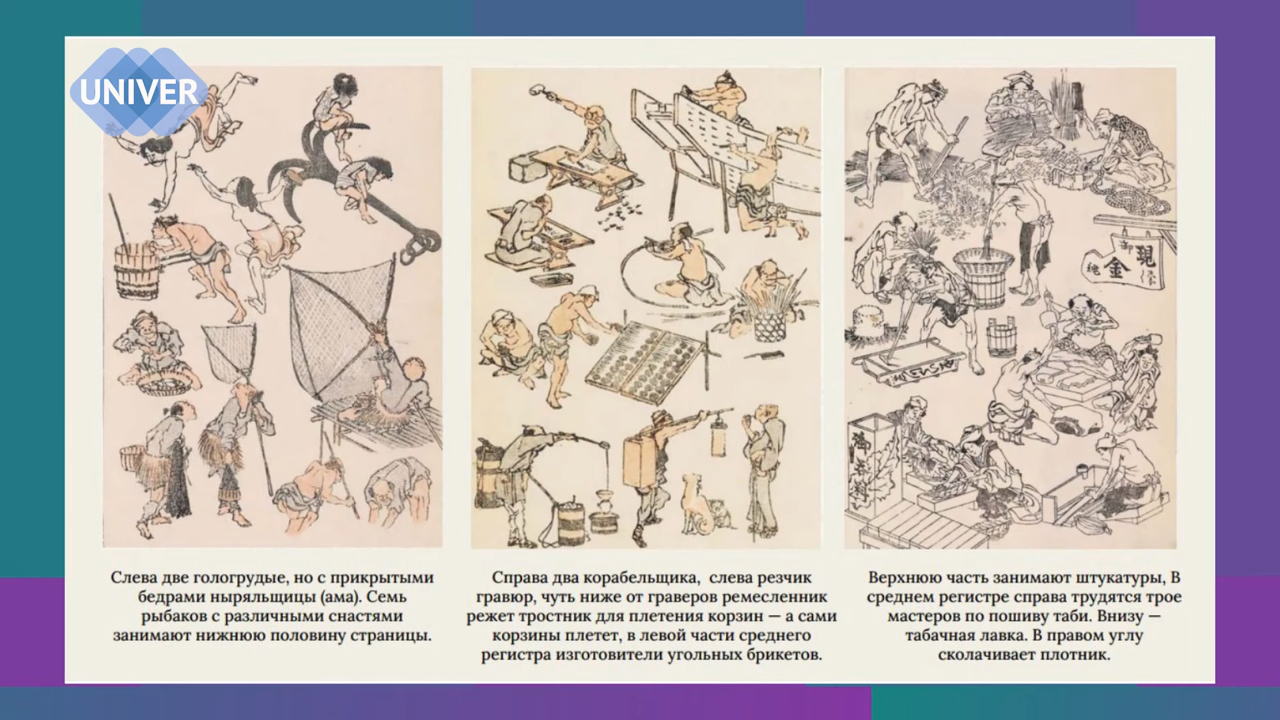 UNIVER
現
金
Слева две гологрудые, но с прикрытыми
бедрами ныряльщицы (ама). Семь
рыбаков с различными снастями
занимают нижнюю половину страницы.
Справа два корабельщика, слева резчик
гравюр, чуть ниже от граверов ремесленник
режет тростник для плетения корзин — а сами
корзины плетет, в левой части среднего
регистра изготовители угольных брикетов.
Верхнюю часть занимают штукатуры, В
среднем регистре справа трудятся трое
мастеров по пошиву таби. Внизу —
табачная лавка. В правом углу
сколачивает плотник.